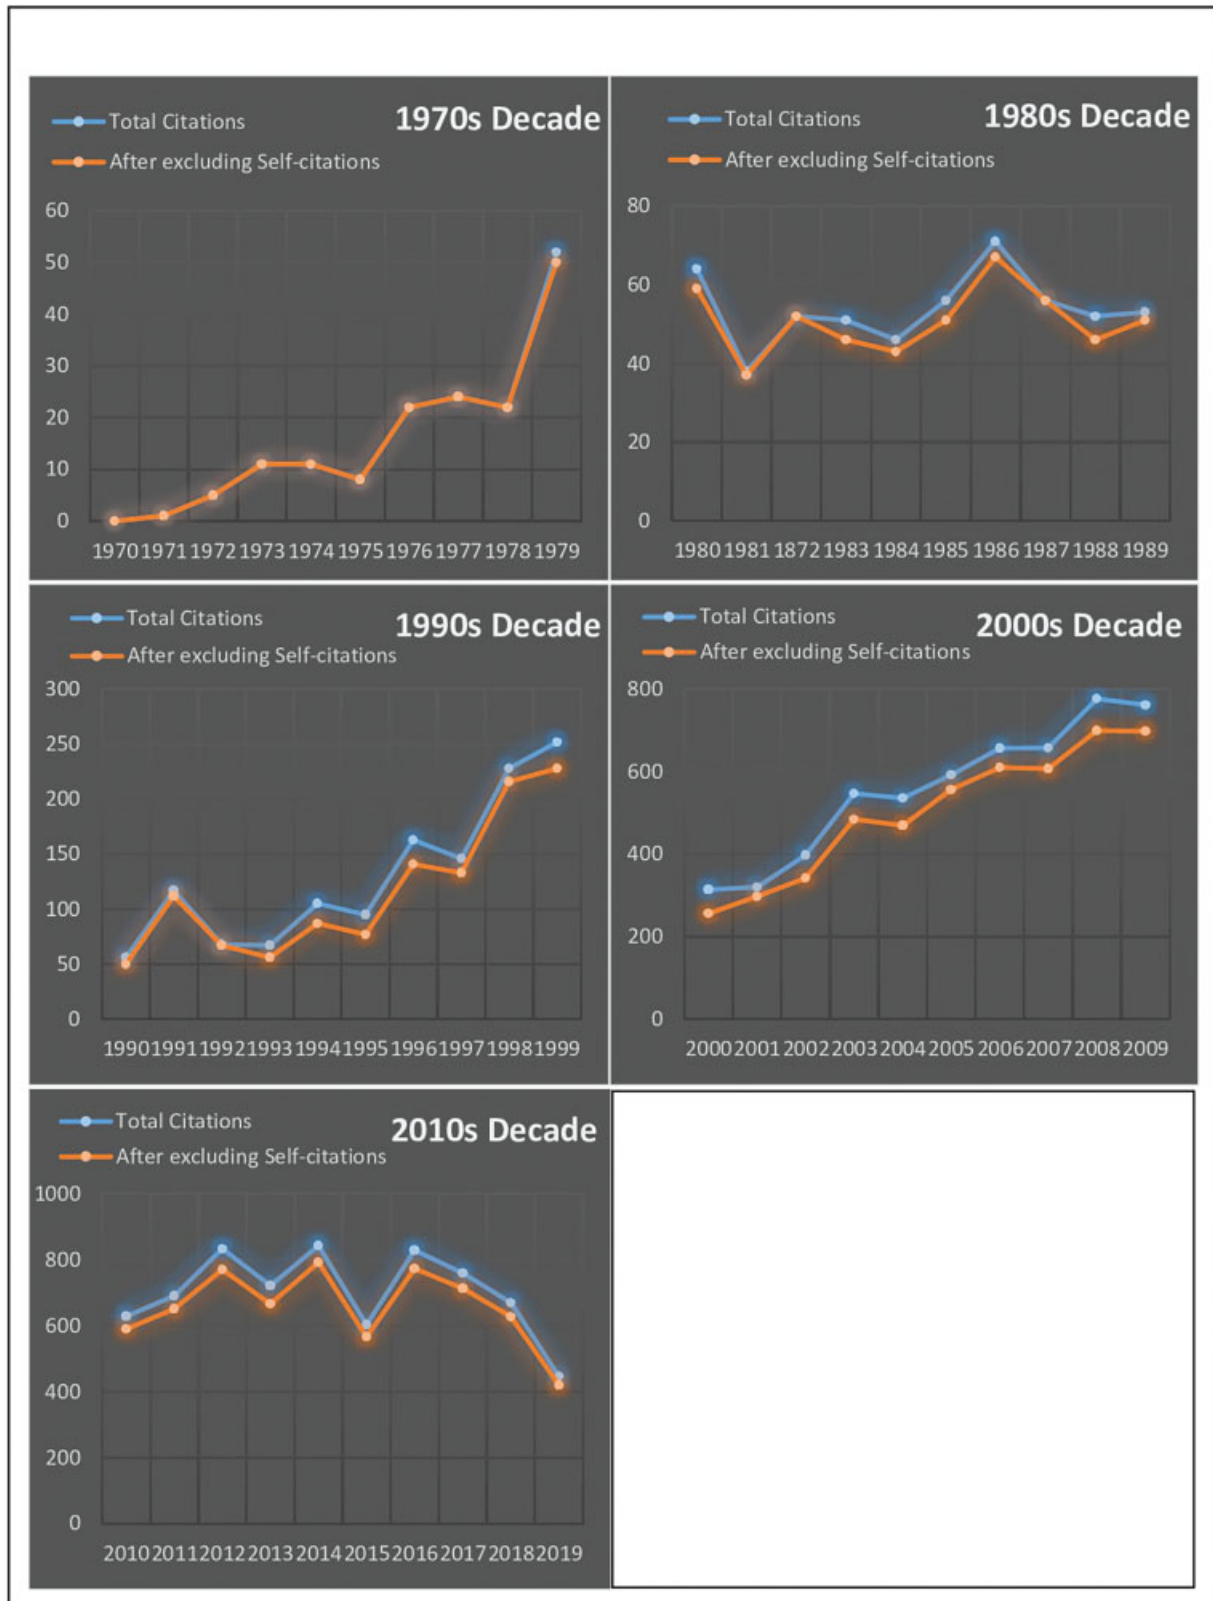 Total Citations
1970s Decade
After excluding Self-citations
60
50
40
30
20
10
0
1970 1971 1972 1973 1974 1975 1976 1977 1978 1979
Total Citations
1980s Decade
After excluding Self-citations
80
60
40
20
0
1980 1981 1872 1983 1984 1985 1986 1987 1988 1989
Total Citations
1990s Decade
After excluding Self-citations
300
250
200
150
100
50
0
1990 1991 1992 1993 1994 1995 1996 1997 1998 1999
Total Citations
2000s Decade
After excluding Self-citations
800
600
400
200
0
2000 2001 2002 2003 2004 2005 2006 2007 2008 2009
Total Citations
2010s Decade
After excluding Self-citations
1000
800
600
400
200
0
2010 2011 2012 2013 2014 2015 2016 2017 2018 2019